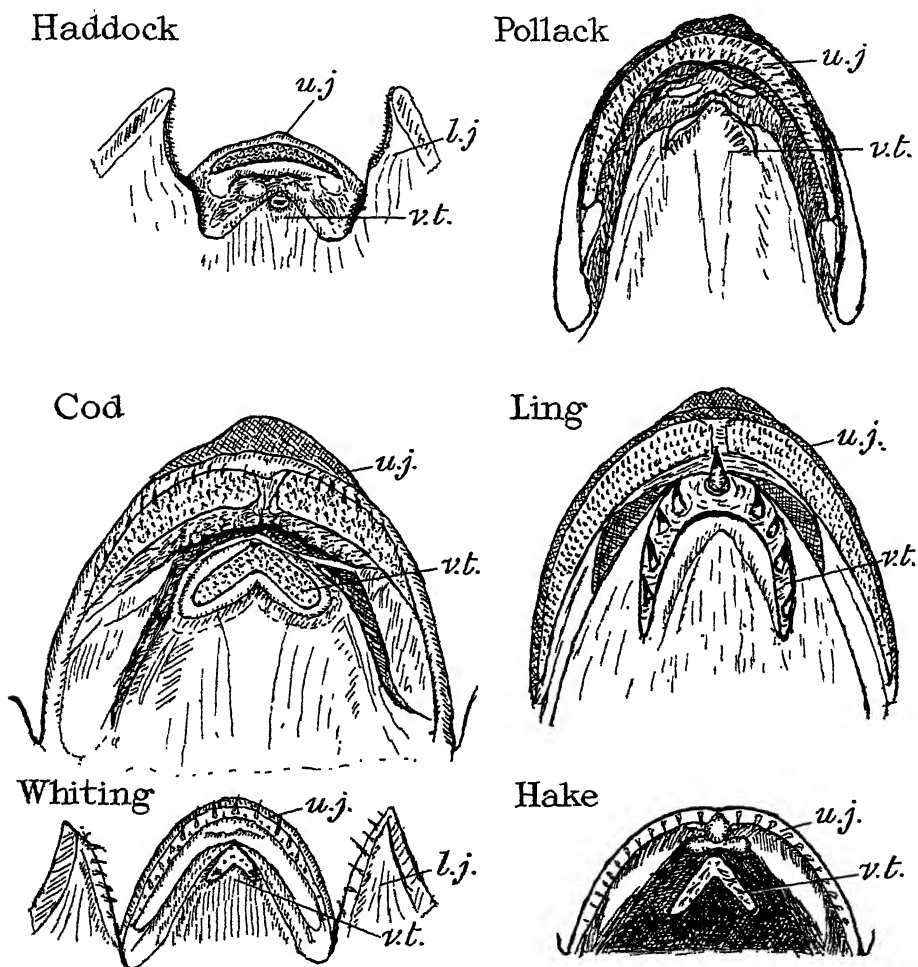 Haddock
u.j
l.j
v.t.
Pollack
u.j
v.t.
Cod
u.j.
v.t.
Ling
u.j.
v.t.
Whiting
u.j.
l.j.
v.t.
Hake
u.j.
v.t.